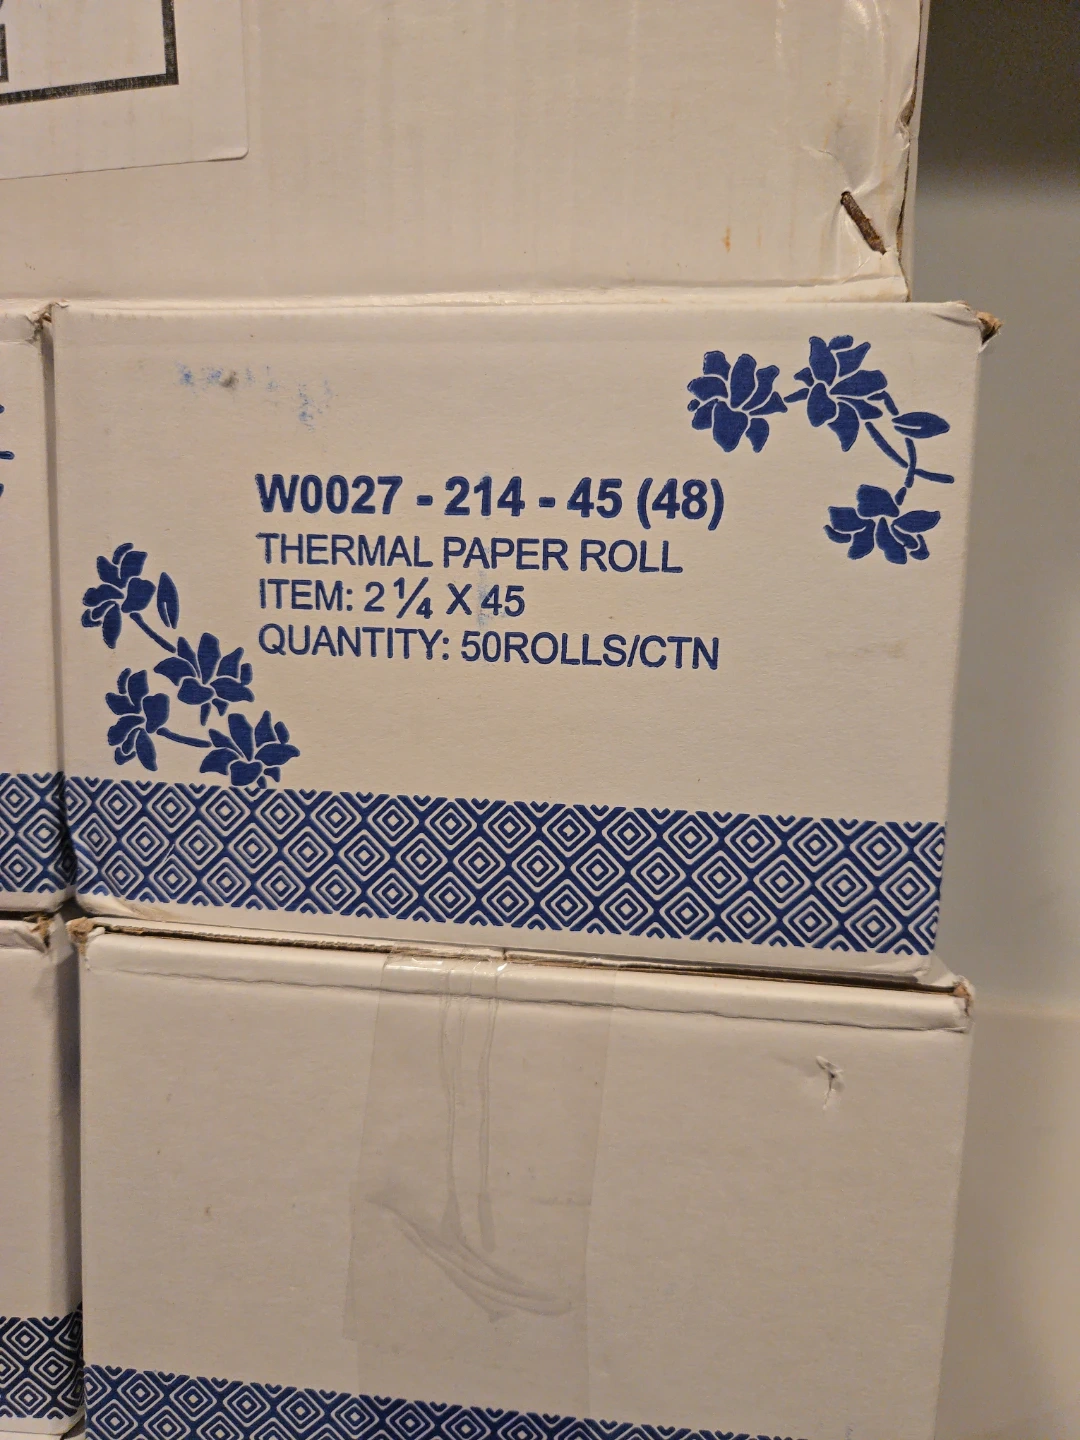 W0027 - 214 - 45 (48)
THERMAL PAPER ROLL
ITEM: 2 ¼ X 45
QUANTITY: 50ROLLS/CTN